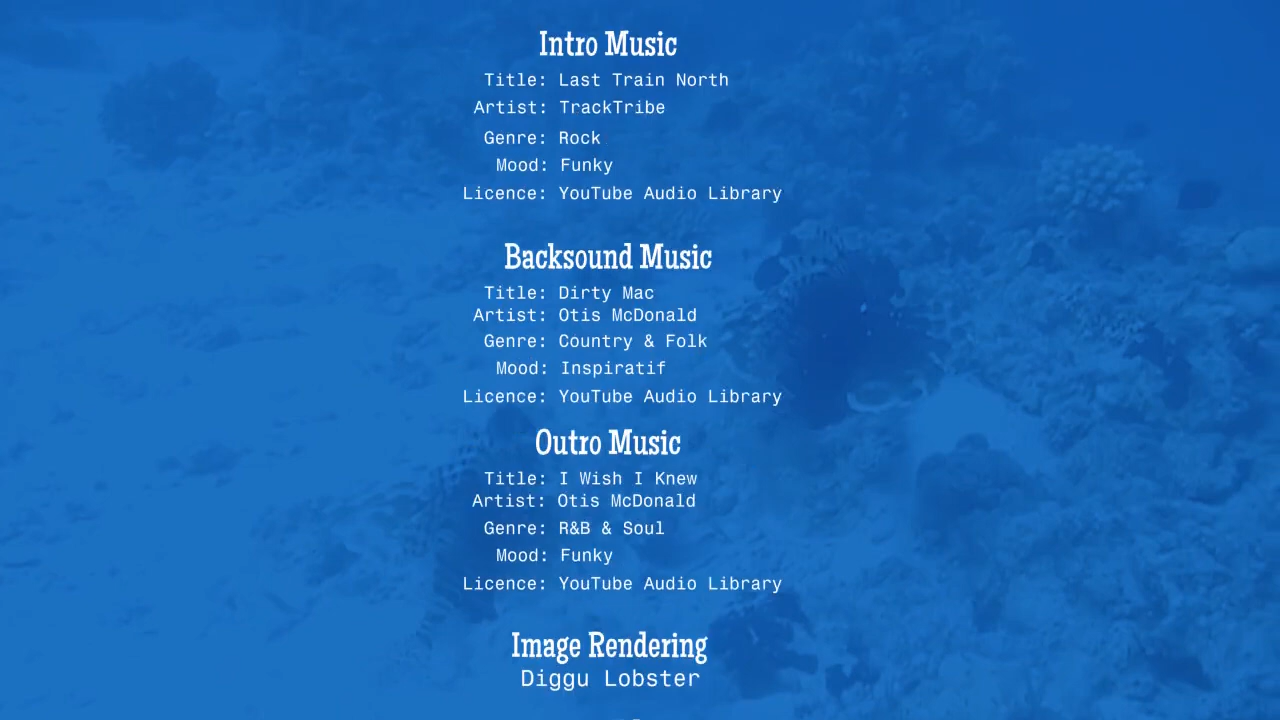 Intro Music
Title: Last Train North
Artist: TrackTribe
Genre: Rock
Mood: Funky
Licence: YouTube Audio Library
Backsound Music
Title: Dirty Mac
Artist: Otis McDonald
Genre: Country & Folk
Mood: Inspiratif
Licence: YouTube Audio Library
Outro Music
Title: I Wish I Knew
Artist: Otis McDonald
Genre: R&B & Soul
Mood: Funky
Licence: YouTube Audio Library
Image Rendering
Diggu Lobster